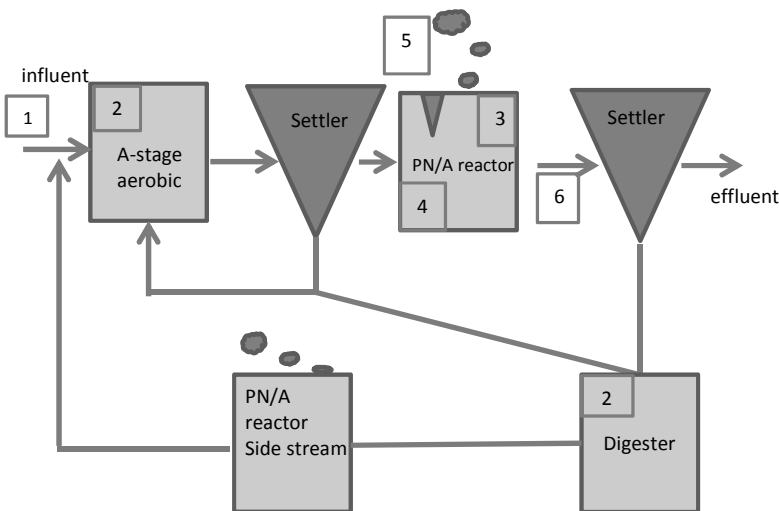 5
influent
1
2
A-stage
aerobic
Settler
3
PN/A reactor
4
6
Settler
effluent
PN/A
reactor
Side stream
2
Digester